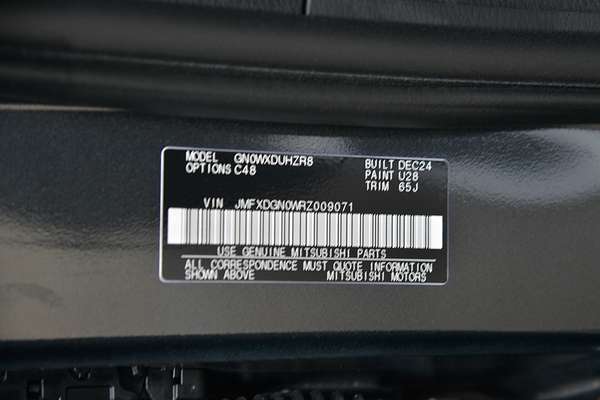 MODEL GN0WXDUHZR8 BUILT DEC24
OPTIONS C48 PAINT U28
TRIM 65J
VIN JMFXDGN0WRZ009071
USE GENUINE MITSUBISHI PARTS
ALL CORRESPONDENCE MUST QUOTE INFORMATION
SHOWN ABOVE MITSUBISHI MOTORS